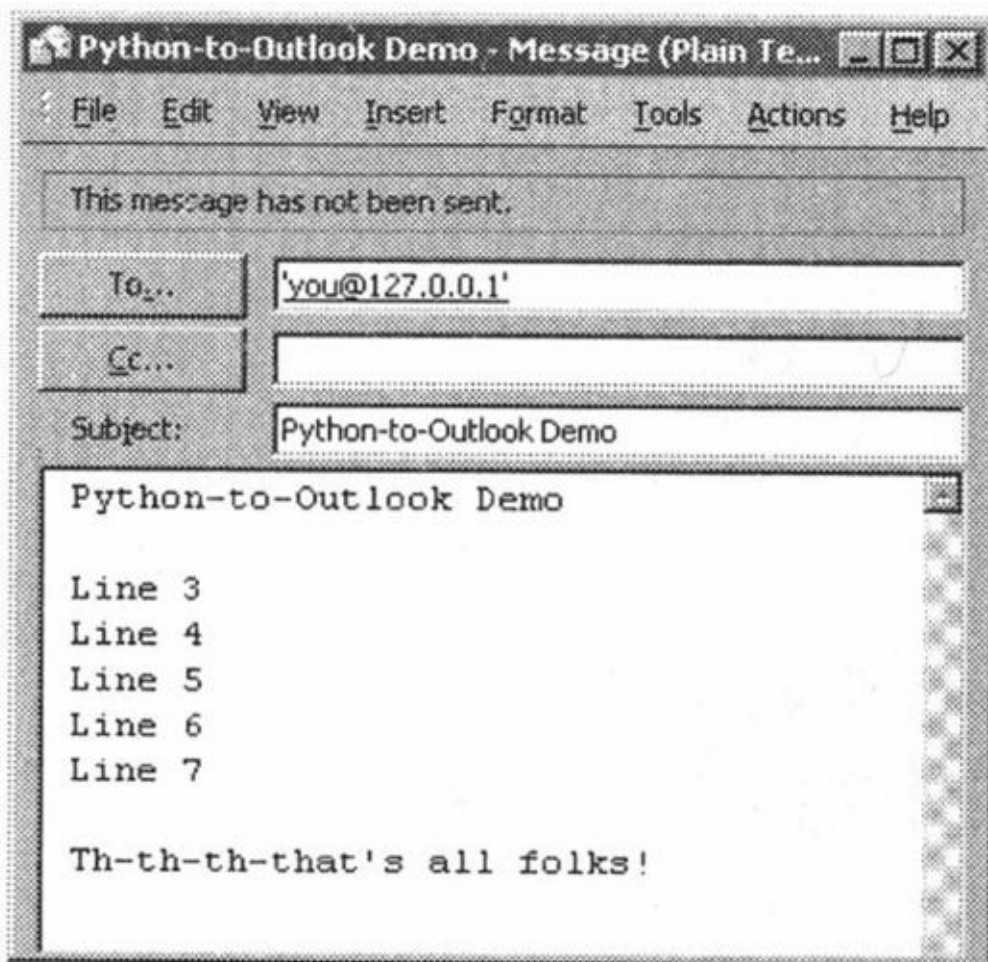 Python-to-Outlook Demo - Message (Plain Te...
File Edit View Insert Format Tools Actions Help
This message has not been sent.
To... 'you@127.0.0.1'
Cc...
Subject: Python-to-Outlook Demo
Python-to-Outlook Demo
Line 3
Line 4
Line 5
Line 6
Line 7
Th-th-th-that's all folks!